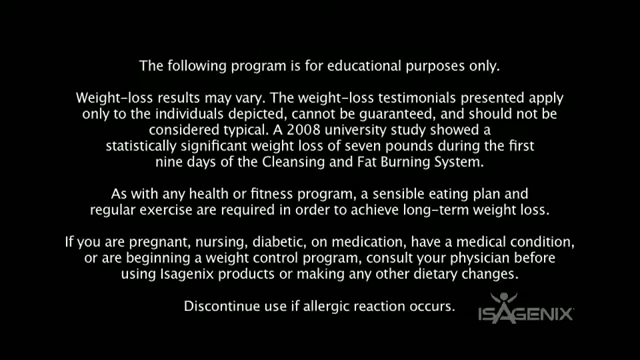 The following program is for educational purposes only.
Weight-loss results may vary. The weight-loss testimonials presented apply
only to the individuals depicted, cannot be guaranteed, and should not be
considered typical. A 2008 university study showed a
statistically significant weight loss of seven pounds during the first
nine days of the Cleansing and Fat Burning System.
As with any health or fitness program, a sensible eating plan and
regular exercise are required in order to achieve long-term weight loss.
If you are pregnant, nursing, diabetic, on medication, have a medical condition,
or are beginning a weight control program, consult your physician before
using Isagenix products or making any other dietary changes.
Discontinue use if allergic reaction occurs.
ISAGENIX